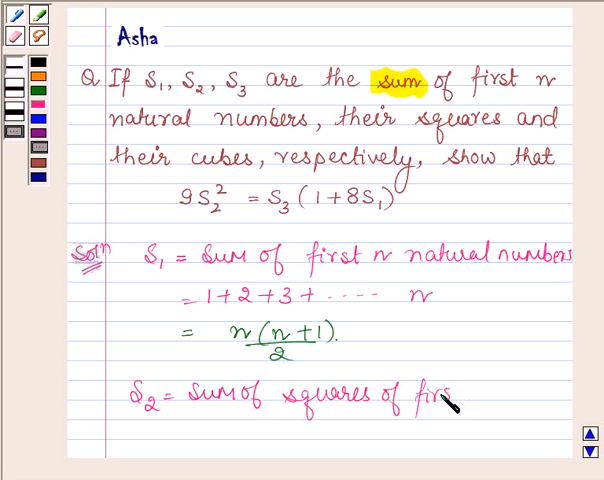 Asha
Q If S₁, S₂, S₃ are the sum of first n
natural numbers, their squares and
their cubes, respectively, show that
9S₂² = S₃ (1+8S₁)
Solⁿ S₁ = Sum of first n natural numbers
= 1+2+3+ ..... n
= n(n+1)/2.
S₂ = Sum of squares of firs